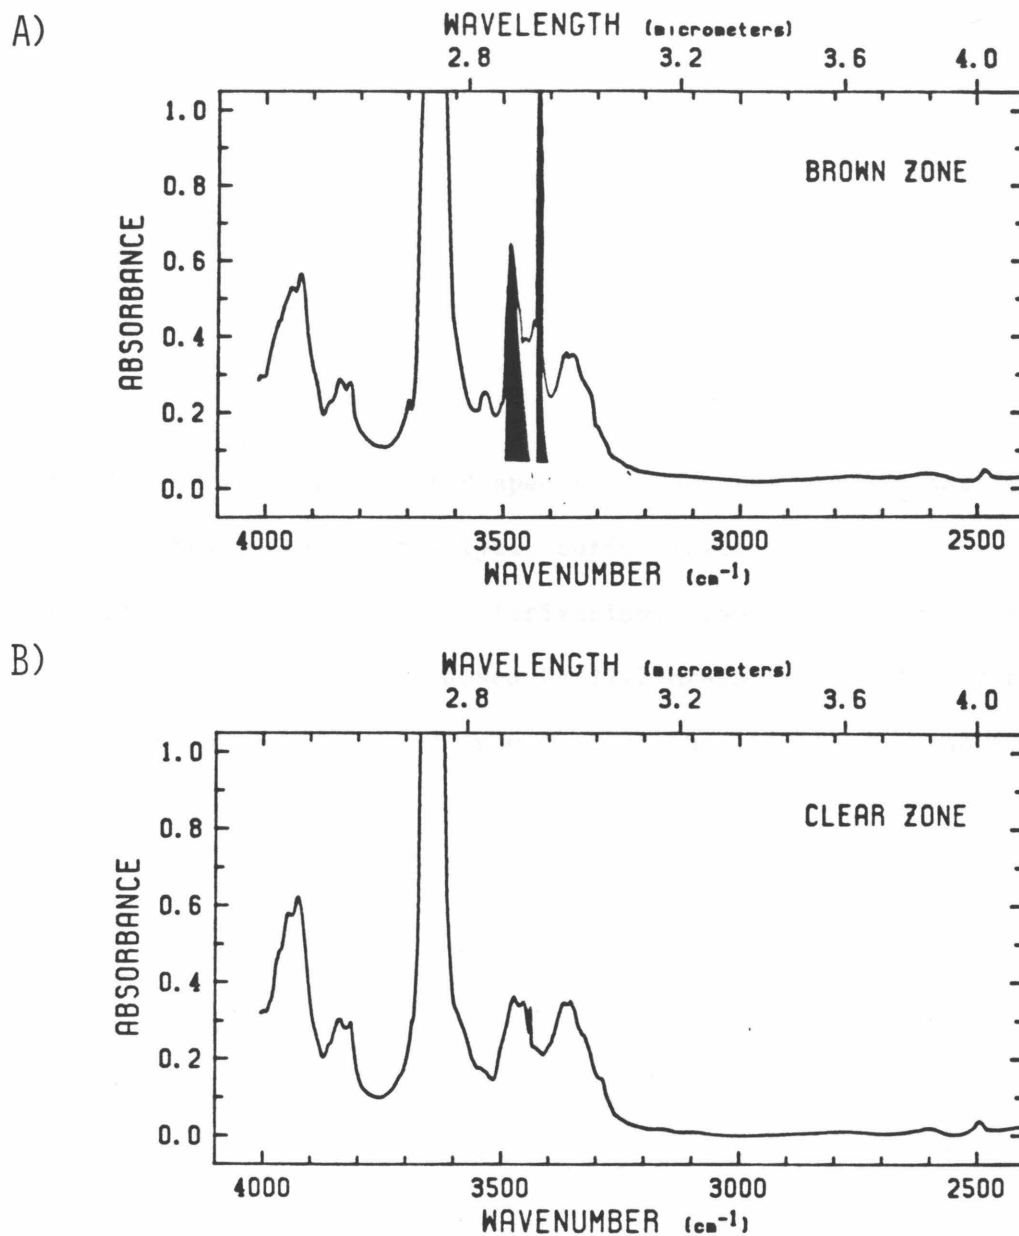 A)
WAVELENGTH (micrometers)
2.8 3.2 3.6 4.0
1.0
0.8
0.6
0.4
0.2
0.0
ABSORBANCE
BROWN ZONE
4000 3500 3000 2500
WAVENUMBER (cm⁻¹)
B)
WAVELENGTH (micrometers)
2.8 3.2 3.6 4.0
1.0
0.8
0.6
0.4
0.2
0.0
ABSORBANCE
CLEAR ZONE
4000 3500 3000 2500
WAVENUMBER (cm⁻¹)